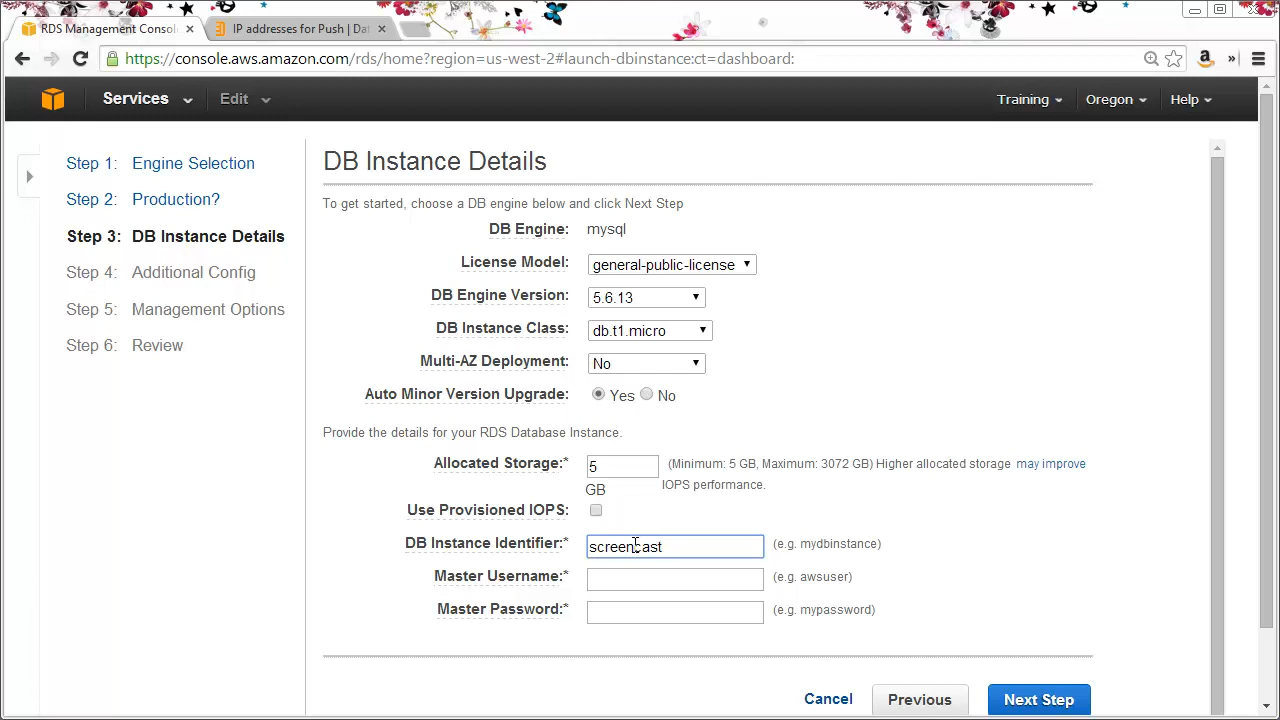 RDS Management Consol
IP addresses for Push | Dat
https://console.aws.amazon.com/rds/home?region=us-west-2#launch-dbinstance:ct=dashboard:
Services Edit Training Oregon Help
Step 1: Engine Selection
Step 2: Production?
Step 3: DB Instance Details
Step 4: Additional Config
Step 5: Management Options
Step 6: Review
DB Instance Details
To get started, choose a DB engine below and click Next Step
DB Engine: mysql
License Model: general-public-license
DB Engine Version: 5.6.13
DB Instance Class: db.t1.micro
Multi-AZ Deployment: No
Auto Minor Version Upgrade: Yes No
Provide the details for your RDS Database Instance.
Allocated Storage:* 5 (Minimum: 5 GB, Maximum: 3072 GB) Higher allocated storage may improve
GB IOPS performance.
Use Provisioned IOPS:
DB Instance Identifier:* screencast (e.g. mydbinstance)
Master Username:* (e.g. awsuser)
Master Password:* (e.g. mypassword)
Cancel Previous Next Step